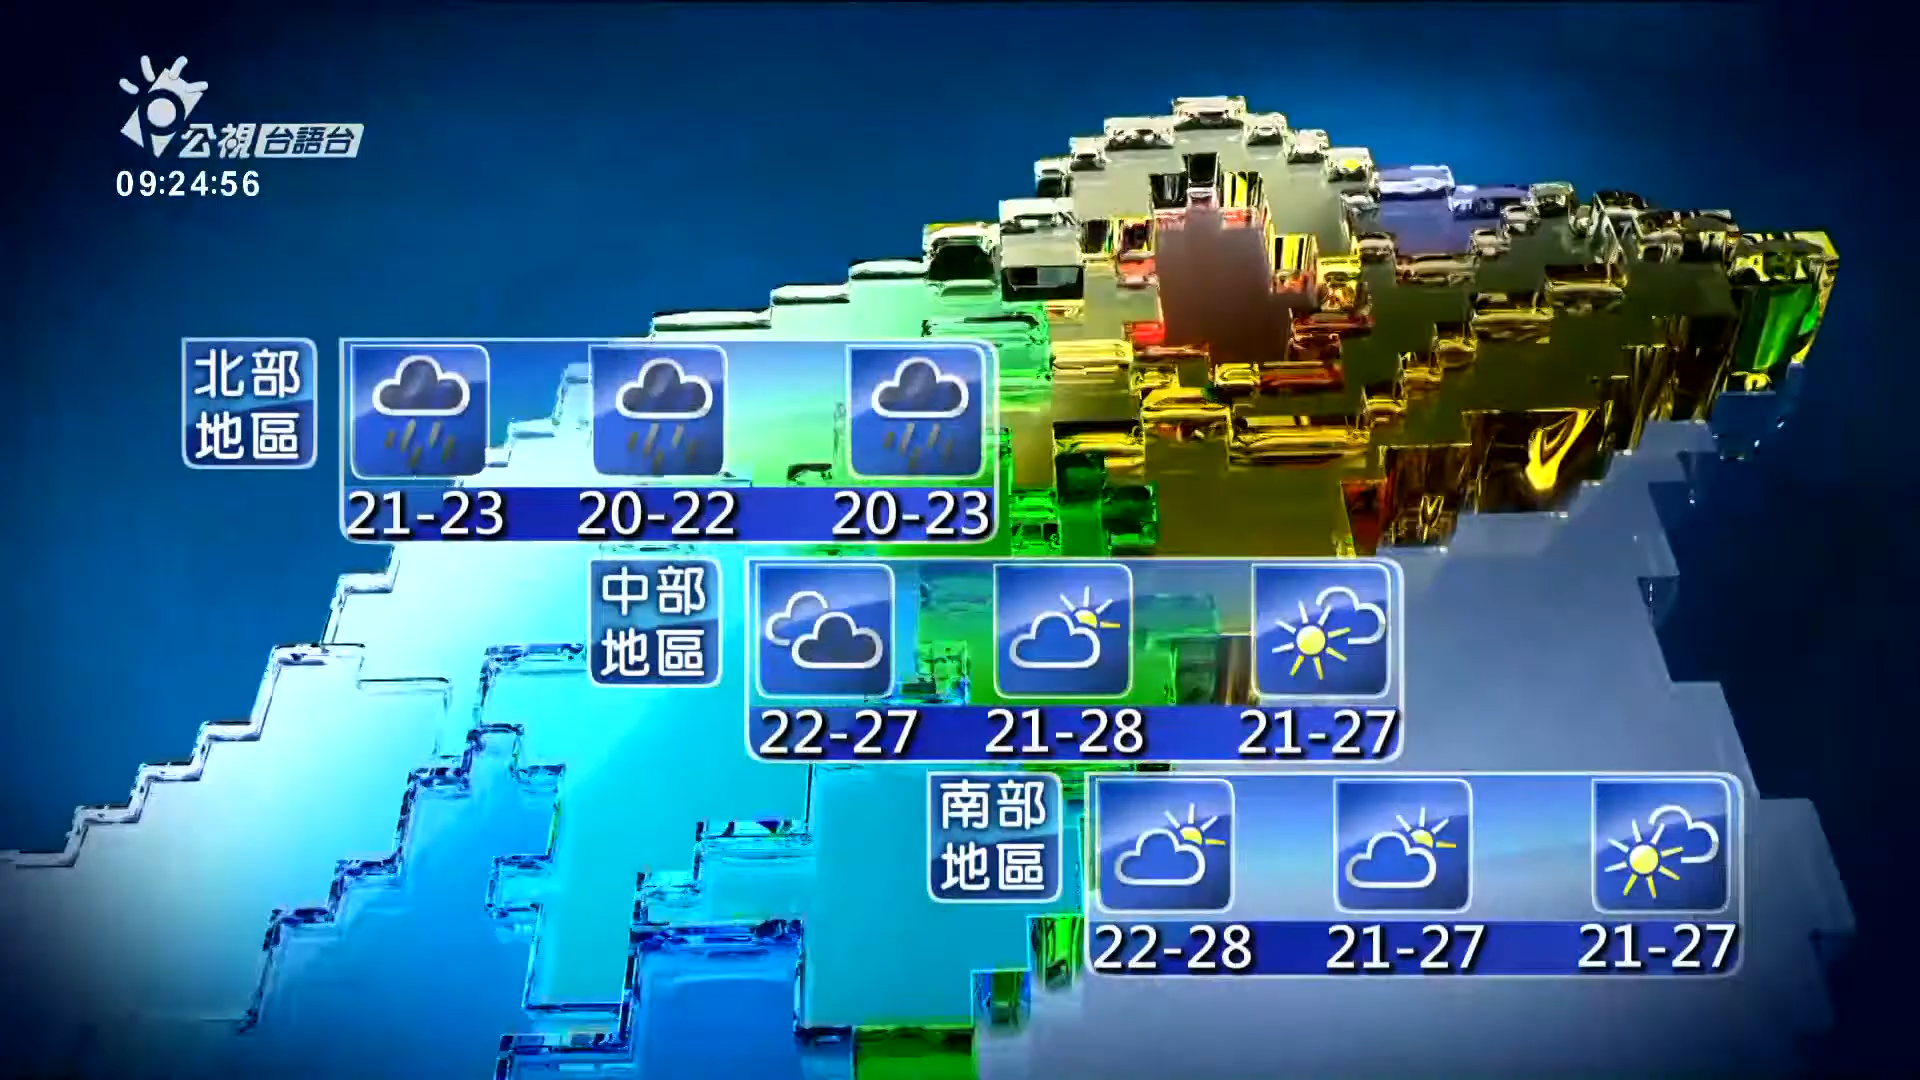 公視台語台
09:24:56
北部
地區
21-23 20-22 20-23
中部
地區
22-27 21-28 21-27
南部
地區
22-28 21-27 21-27